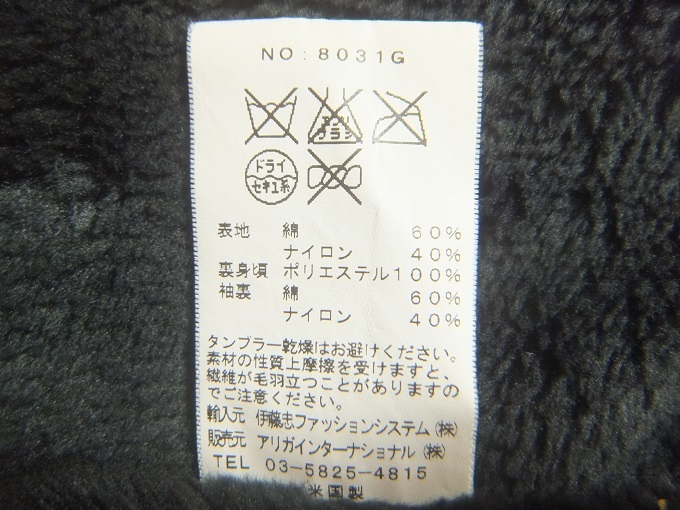 NO:8031G
エンソ
サラシ
ドライ
セキユ系
表地 綿 60%
ナイロン 40%
裏身頃 ポリエステル100%
袖裏 綿 60%
ナイロン 40%
タンブラー乾燥はお避けください。
素材の性質上摩擦を受けますと、
繊維が毛羽立つことがありますの
でご注意ください。
輸入元 伊藤忠ファッションシステム(株)
販売元 アリガインターナショナル(株)
TEL 03-5825-4815
米国製